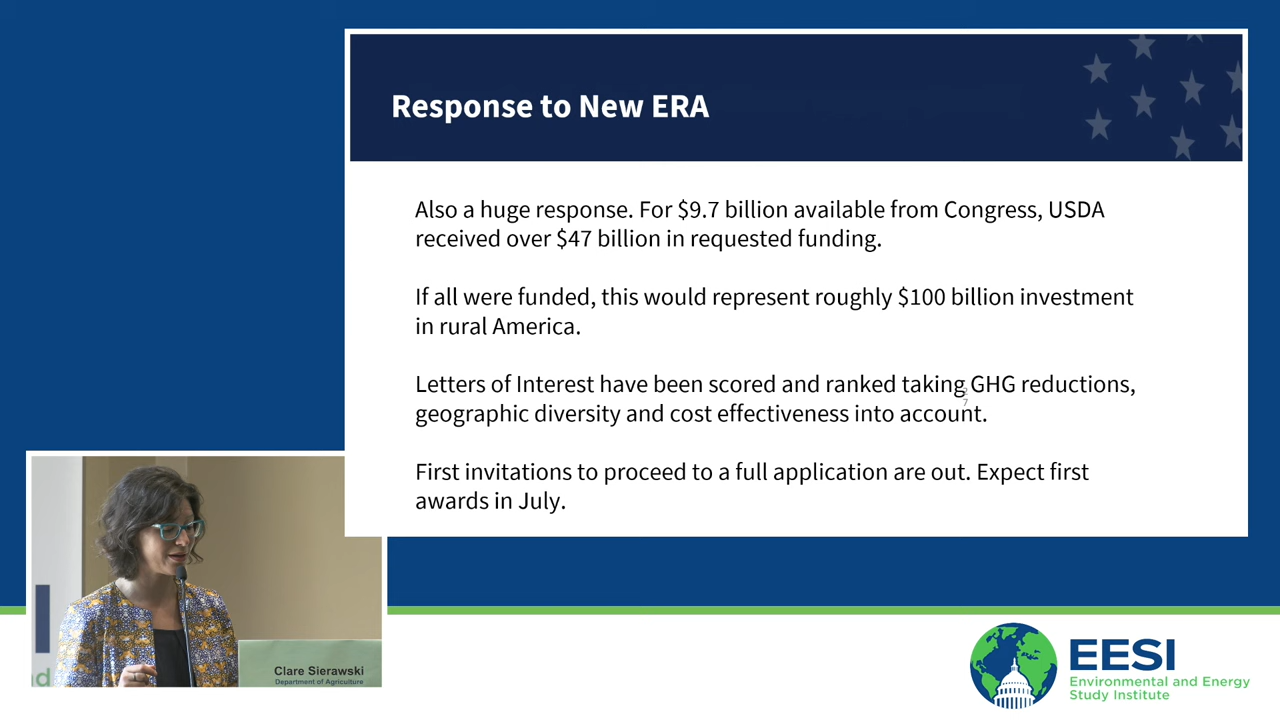 Response to New ERA
Also a huge response. For $9.7 billion available from Congress, USDA
received over $47 billion in requested funding.
If all were funded, this would represent roughly $100 billion investment
in rural America.
Letters of Interest have been scored and ranked taking GHG reductions,
geographic diversity and cost effectiveness into account.
7
First invitations to proceed to a full application are out. Expect first
awards in July.
nd
Clare Sierawski
Department of Agriculture
EESI
Environmental and Energy
Study Institute